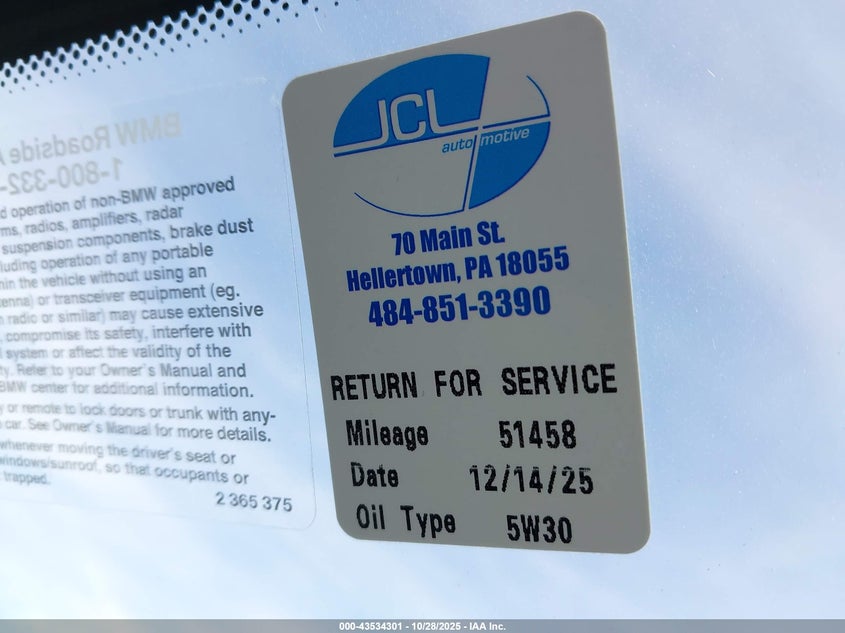 BMW Roadside A
1-800-332-
d operation of non-BMW approved
ms, radios, amplifiers, radar
suspension components, brake dust
luding operation of any portable
hin the vehicle without using an
enna) or transceiver equipment (eg.
n radio or similar) may cause extensive
, compromise its safety, interfere with
l system or affect the validity of the
ty. Refer to your Owner's Manual and
BMW center for additional information.
y or remote to lock doors or trunk with any-
car. See Owner's Manual for more details.
whenever moving the driver's seat or
windows/sunroof, so that occupants or
trapped.
2 365 375
JCL
automotive
70 Main St.
Hellertown, PA 18055
484-851-3390
RETURN FOR SERVICE
Mileage 51458
Date 12/14/25
Oil Type 5W30
000-43534301 - 10/28/2025 - IAA Inc.